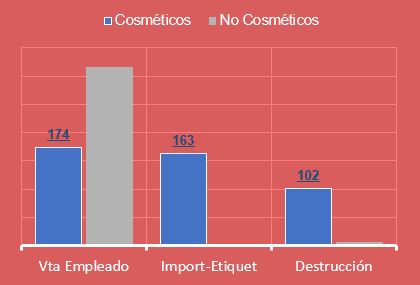 Cosméticos No Cosméticos
174
163
102
Vta Empleado Import-Etiquet Destrucción